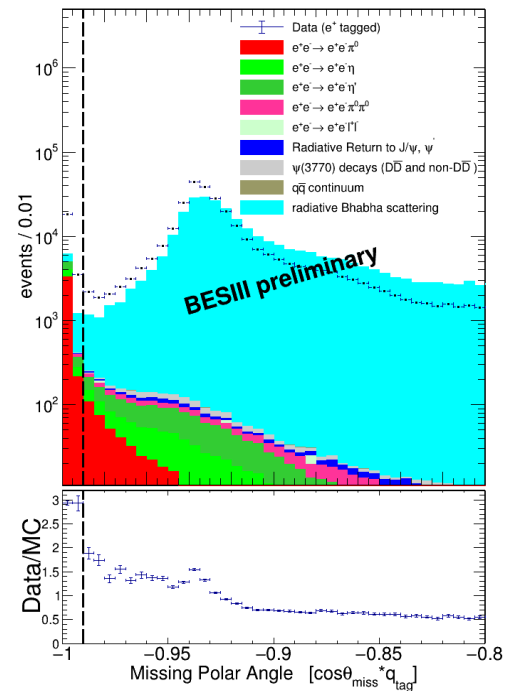 Data (e⁺ tagged)
e⁺e⁻→ e⁺e⁻π⁰
e⁺e⁻→ e⁺e⁻η
e⁺e⁻→ e⁺e⁻η'
e⁺e⁻→ e⁺e⁻π⁰π⁰
e⁺e⁻→ e⁺e⁻l⁺l⁻
Radiative Return to J/ψ, ψ'
ψ(3770) decays (DD̅ and non-DD̅ )
qq̅ continuum
radiative Bhabha scattering
10⁶
10⁵
10⁴
10³
10²
events / 0.01
BESIII preliminary
3
2.5
2
1.5
1
0.5
0
Data/MC
−1 −0.95 −0.9 −0.85 −0.8
Missing Polar Angle [cosθmiss*qtag]